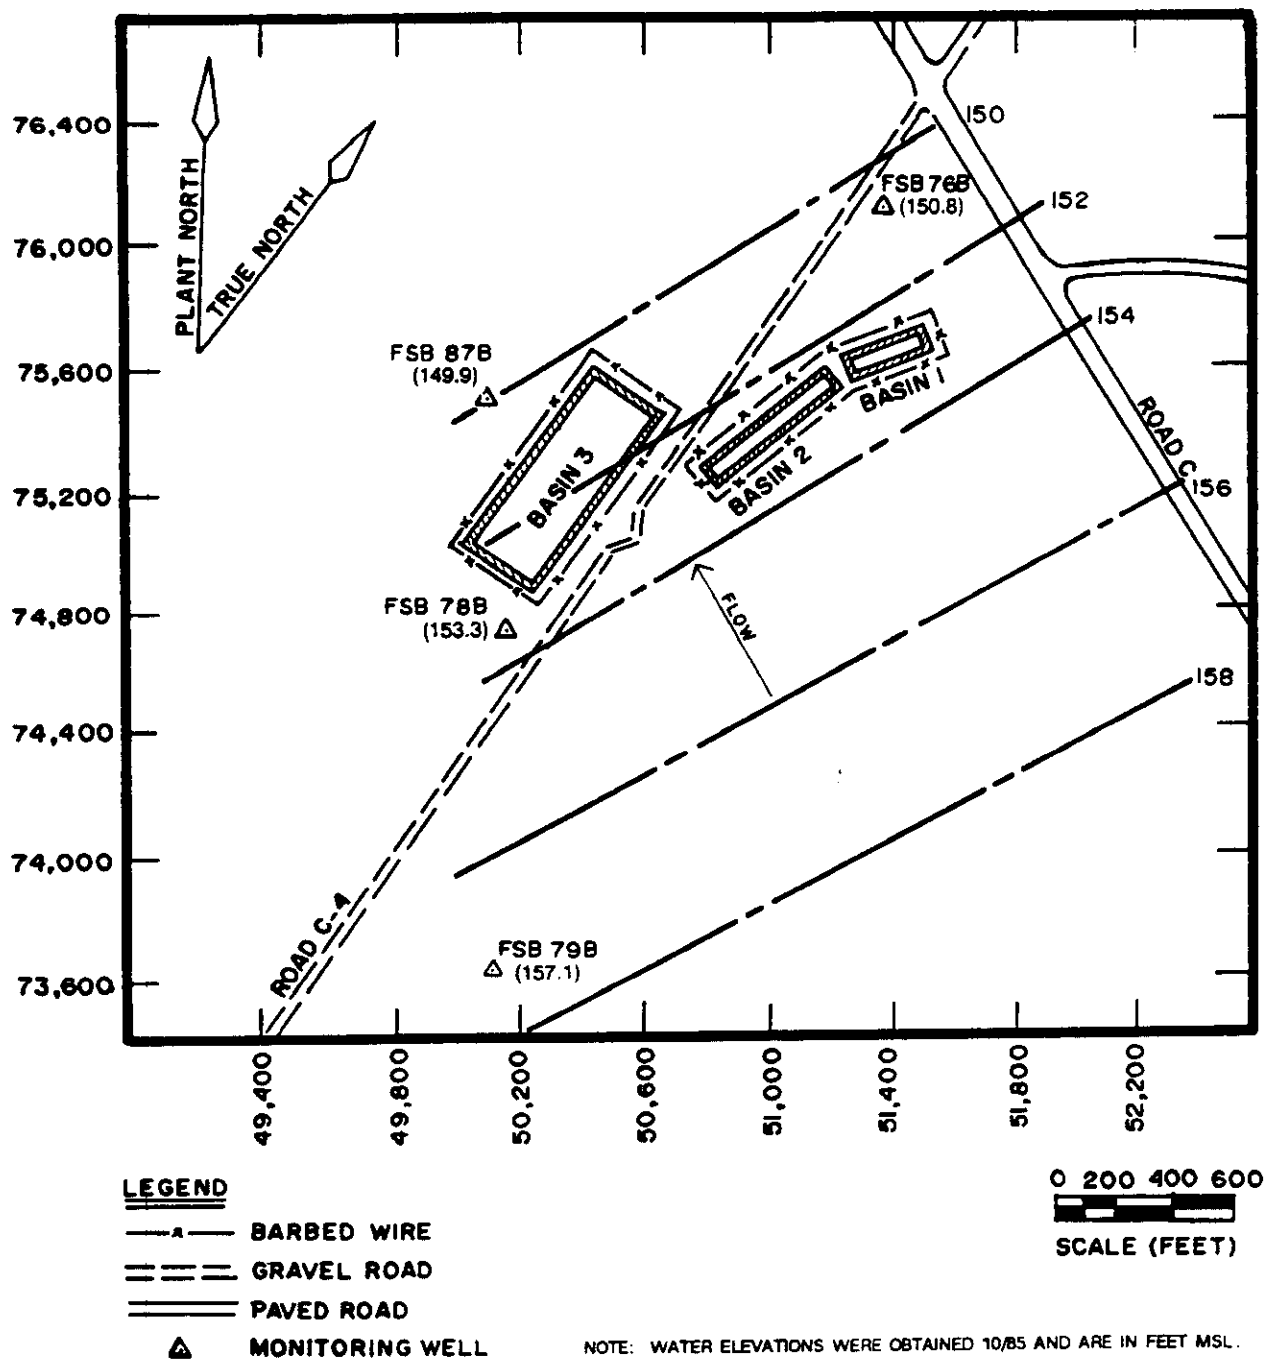 76,400
76,000
75,600
75,200
74,800
74,400
74,000
73,600
PLANT NORTH
TRUE NORTH
150
FSB 76B
(150.8)
152
154
FSB 87B
(149.9)
BASIN 1
BASIN 2
BASIN 3
ROAD C
156
FSB 78B
(153.3)
FLOW
158
ROAD C-4
FSB 79B
(157.1)
49,400
49,800
50,200
50,600
51,000
51,400
51,800
52,200
LEGEND
BARBED WIRE
GRAVEL ROAD
PAVED ROAD
MONITORING WELL
0 200 400 600
SCALE (FEET)
NOTE: WATER ELEVATIONS WERE OBTAINED 10/85 AND ARE IN FEET MSL.